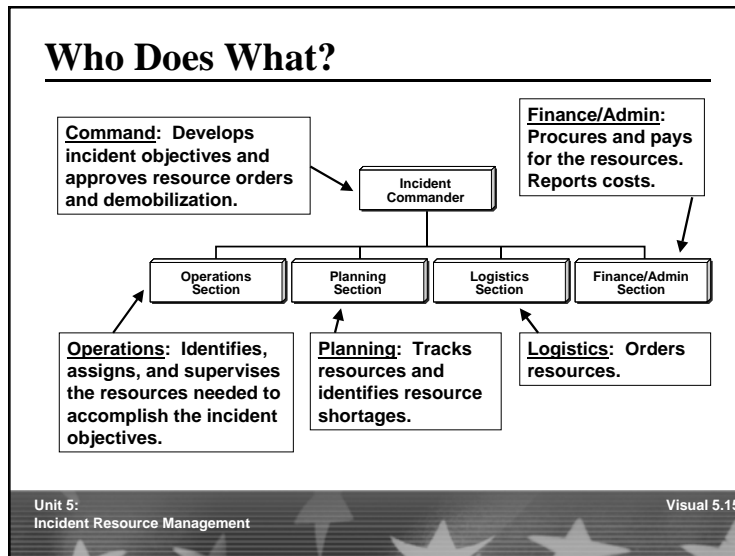 Who Does What?
Command: Develops
incident objectives and
approves resource orders
and demobilization.
Finance/Admin:
Procures and pays
for the resources.
Reports costs.
Incident
Commander
Operations
Section
Planning
Section
Logistics
Section
Finance/Admin
Section
Operations: Identifies,
assigns, and supervises
the resources needed to
accomplish the incident
objectives.
Planning: Tracks
resources and
identifies resource
shortages.
Logistics: Orders
resources.
Unit 5:
Incident Resource Management
Visual 5.15